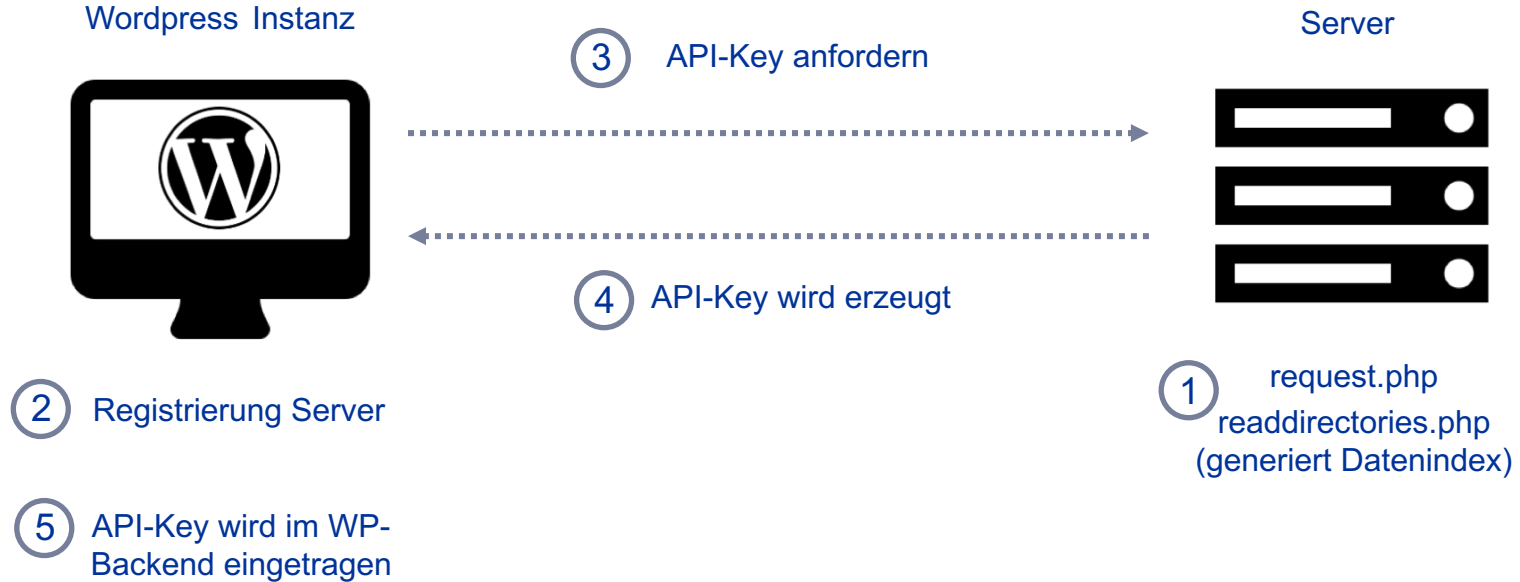 Wordpress Instanz
Server
3
API-Key anfordern
W
4
API-Key wird erzeugt
2
Registrierung Server
1
request.php
readdirectories.php
(generiert Datenindex)
5
API-Key wird im WP-
Backend eingetragen